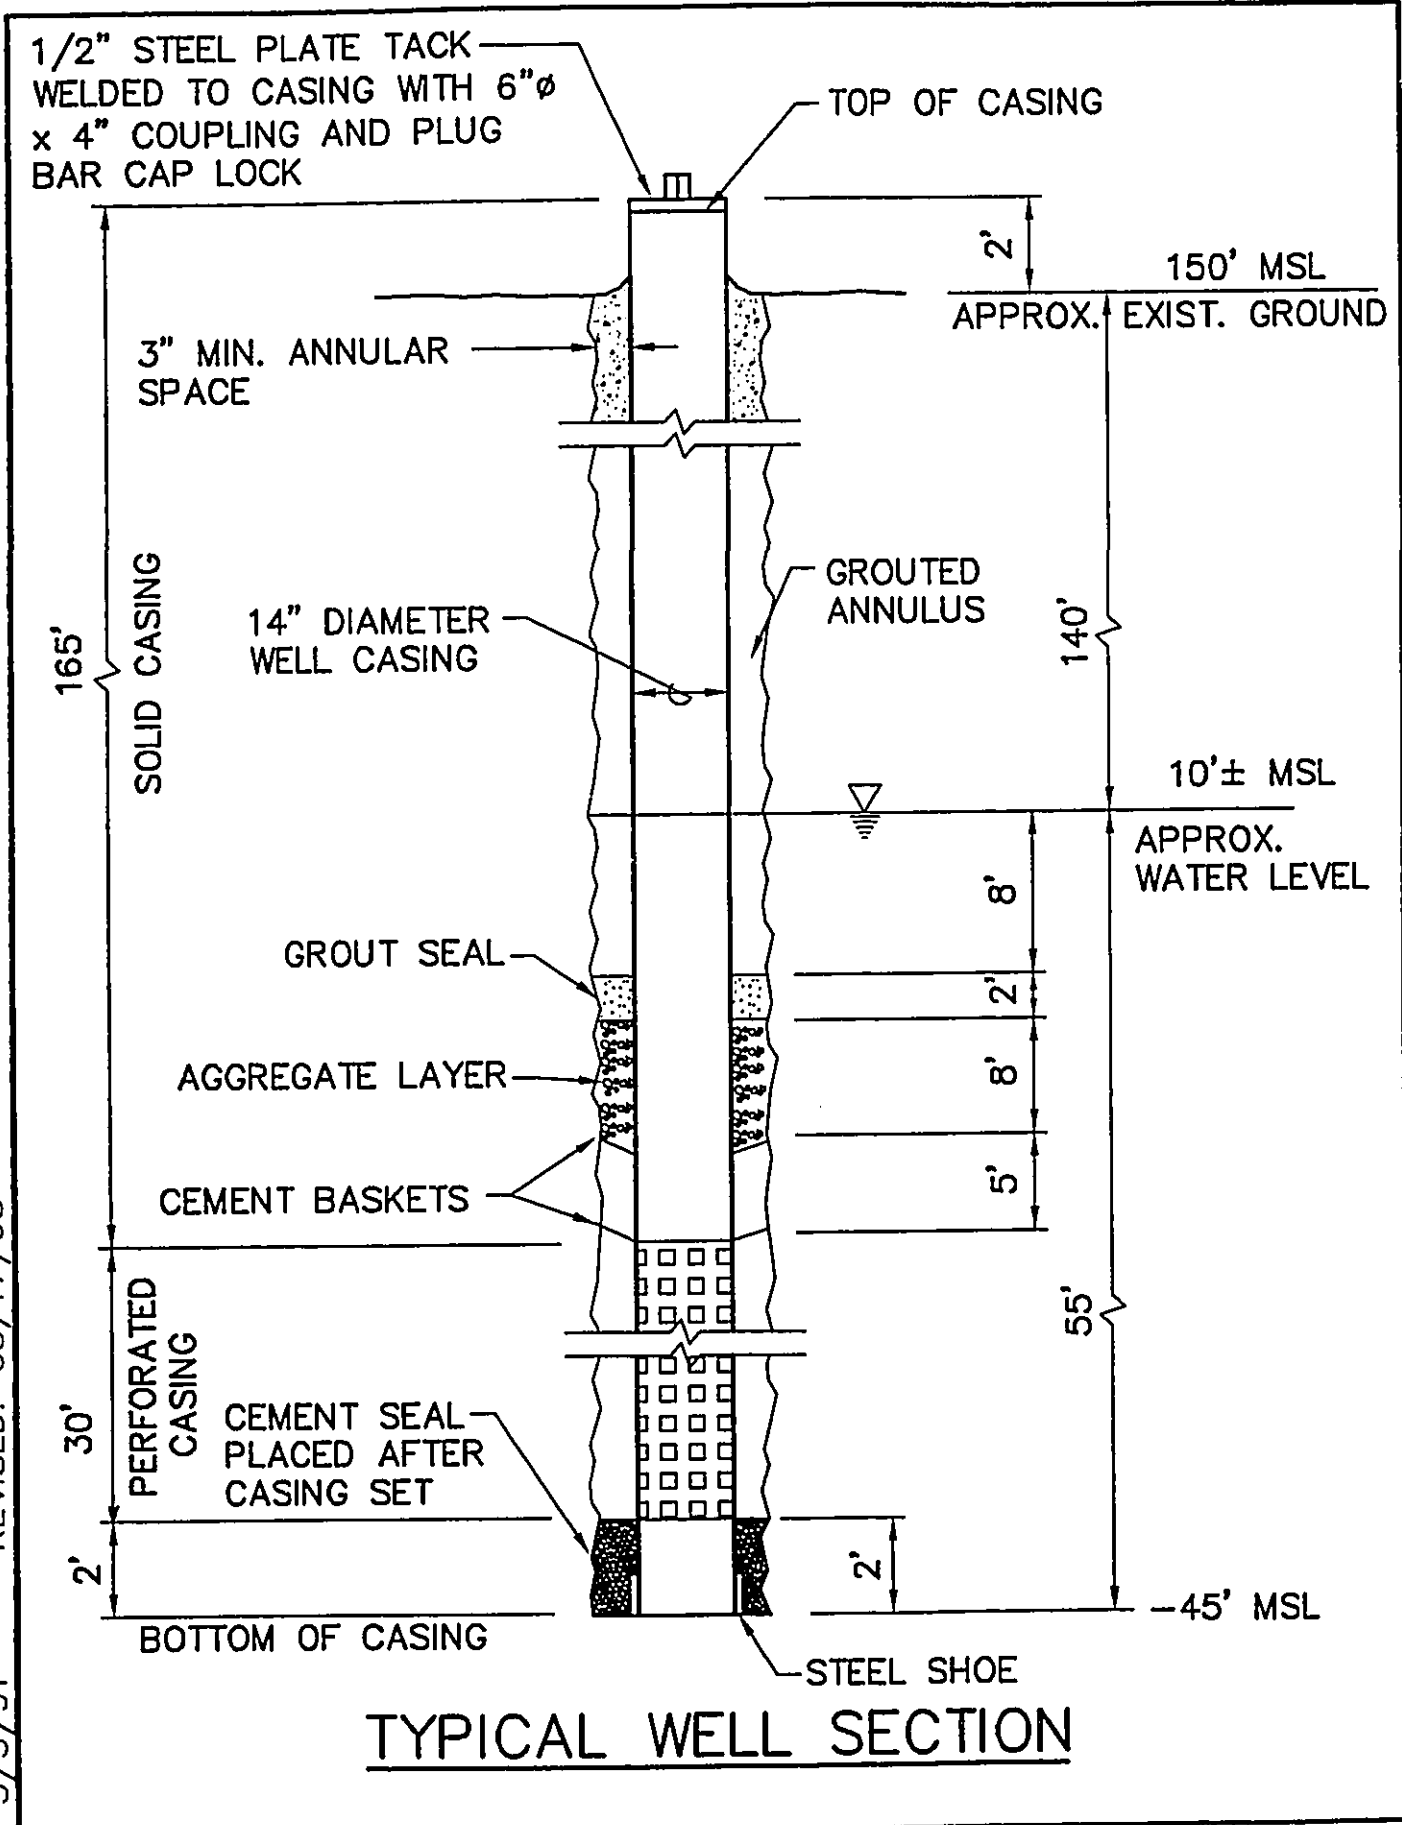 1/2" STEEL PLATE TACK
WELDED TO CASING WITH 6"ø
x 4" COUPLING AND PLUG
BAR CAP LOCK
TOP OF CASING
2'
150' MSL
APPROX. EXIST. GROUND
3" MIN. ANNULAR
SPACE
165'
SOLID CASING
14" DIAMETER
WELL CASING
GROUTED
ANNULUS
140'
10'± MSL
APPROX.
WATER LEVEL
8'
GROUT SEAL
2'
AGGREGATE LAYER
8'
CEMENT BASKETS
5'
55'
30'
PERFORATED
CASING
CEMENT SEAL
PLACED AFTER
CASING SET
2'
2'
-45' MSL
BOTTOM OF CASING
STEEL SHOE
TYPICAL WELL SECTION